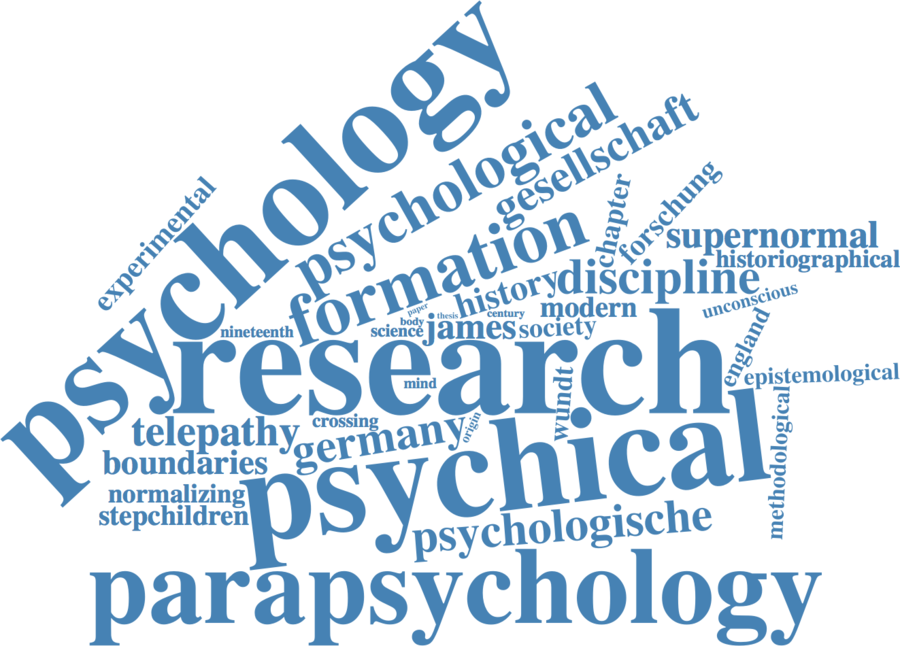 psychology
psychological
gesellschaft
experimental
formation
chapter
forschung
supernormal
historiographical
history
discipline
unconscious
paper
thesis
century
modern
nineteenth
body
science
james
society
england
research
mind
wundt
epistemological
telepathy
crossing
germany
origin
methodological
boundaries
psychical
normalizing
stepchildren
psychologische
parapsychology